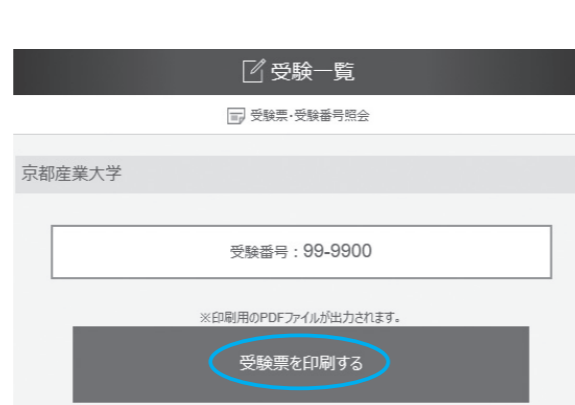 受験一覧
受験票・受験番号照会
京都産業大学
受験番号：99-9900
※印刷用のPDFファイルが出力されます。
受験票を印刷する